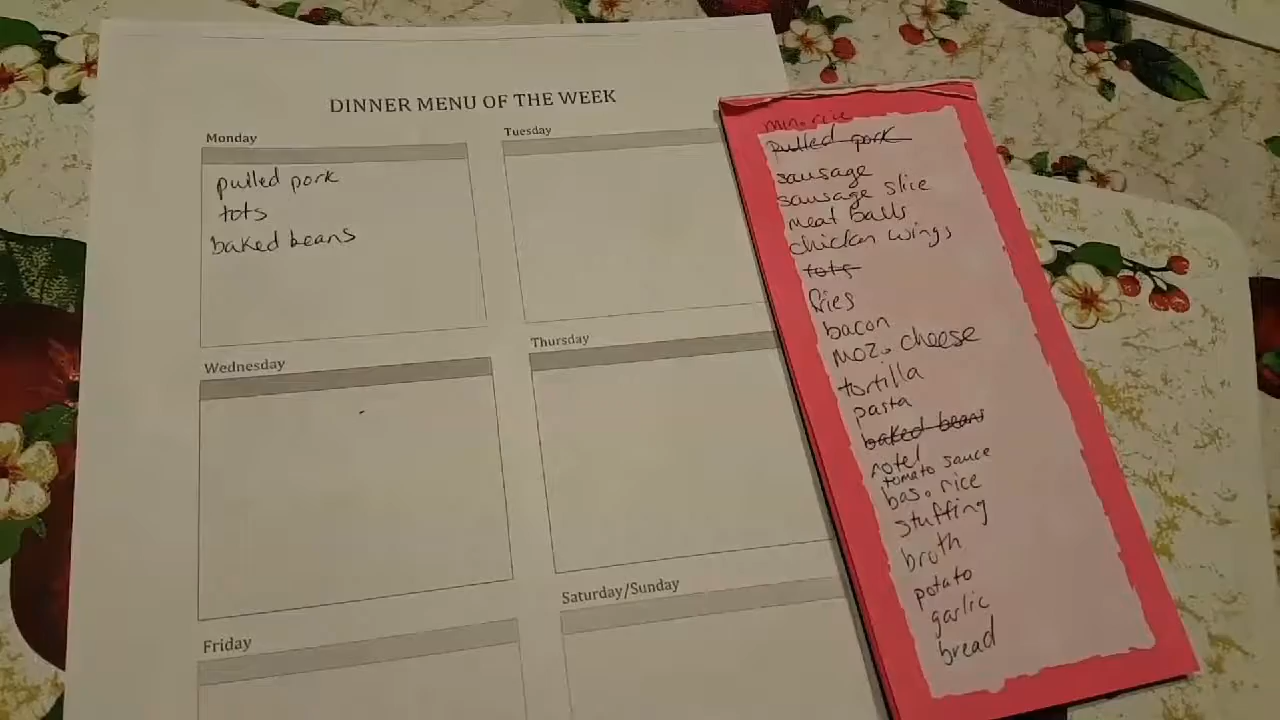 DINNER MENU OF THE WEEK
Monday
pulled pork
tots
baked beans
Tuesday
Wednesday
Thursday
Friday
Saturday/Sunday
min. rice
pulled pork
sausage
sausage slice
meat balls
chicken wings
tots
fries
bacon
moz. cheese
tortilla
pasta
baked beans
rotel
tomato sauce
bas. rice
stuffing
broth
potato
garlic
bread